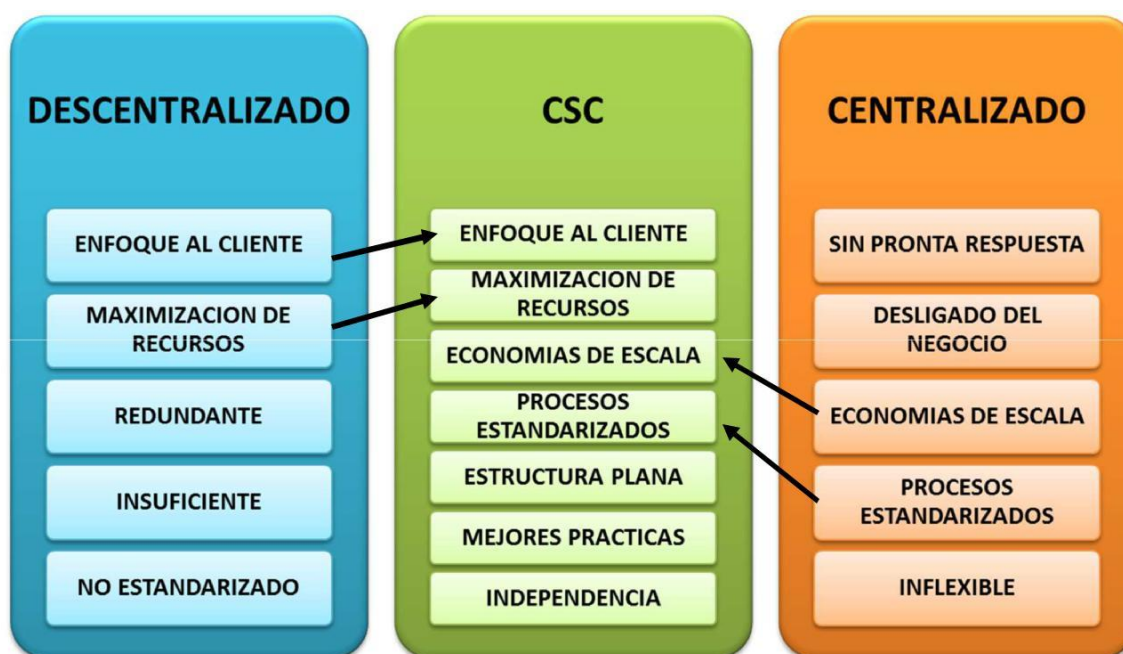 DESCENTRALIZADO
ENFOQUE AL CLIENTE
MAXIMIZACION DE
RECURSOS
REDUNDANTE
INSUFICIENTE
NO ESTANDARIZADO
CSC
ENFOQUE AL CLIENTE
MAXIMIZACION DE
RECURSOS
ECONOMIAS DE ESCALA
PROCESOS
ESTANDARIZADOS
ESTRUCTURA PLANA
MEJORES PRACTICAS
INDEPENDENCIA
CENTRALIZADO
SIN PRONTA RESPUESTA
DESLIGADO DEL
NEGOCIO
ECONOMIAS DE ESCALA
PROCESOS
ESTANDARIZADOS
INFLEXIBLE